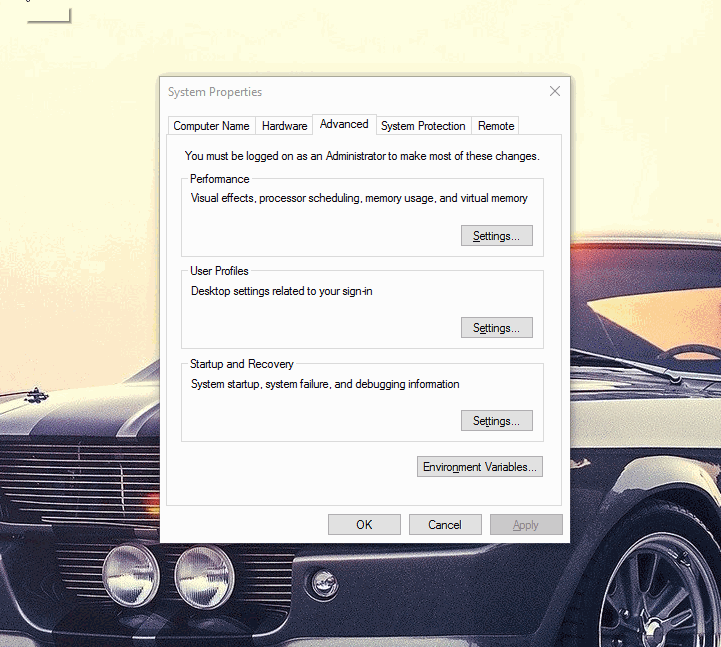 System Properties
Computer Name Hardware Advanced System Protection Remote
You must be logged on as an Administrator to make most of these changes.
Performance
Visual effects, processor scheduling, memory usage, and virtual memory
Settings...
User Profiles
Desktop settings related to your sign-in
Settings...
Startup and Recovery
System startup, system failure, and debugging information
Settings...
Environment Variables...
OK Cancel Apply